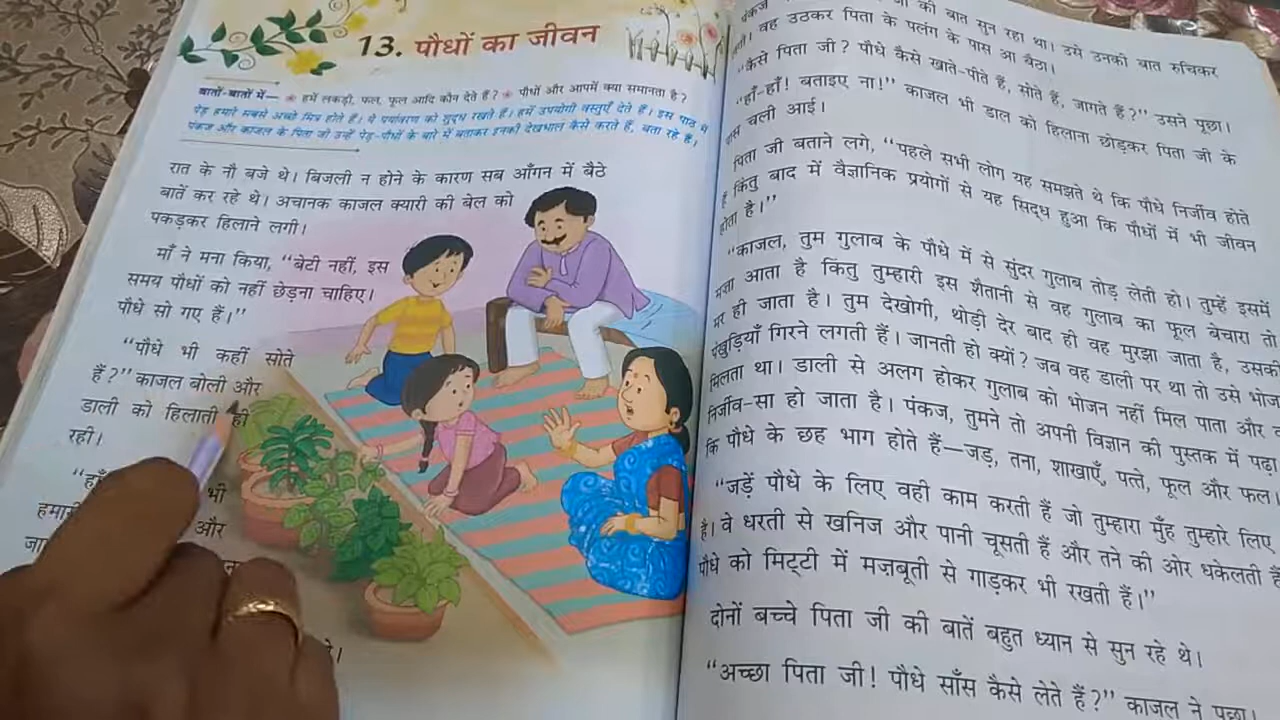 13. पौधों का जीवन
बातों-बातों में— हमें लकड़ी, फल, फूल आदि कौन देते हैं? पौधों और आपमें क्या समानता है?
पेड़ हमारे सबसे अच्छे मित्र होते हैं। ये पर्यावरण को शुद्ध रखते हैं। हमें उपयोगी वस्तुएँ देते हैं। इस पाठ में
पंकज और काजल के पिता जी उन्हें पेड़-पौधों के बारे में बताकर इनकी देखभाल कैसे करते हैं, बता रहे हैं।
रात के नौ बजे थे। बिजली न होने के कारण सब आँगन में बैठे
बातें कर रहे थे। अचानक काजल क्यारी की बेल को
पकड़कर हिलाने लगी।
माँ ने मना किया, “बेटी नहीं, इस
समय पौधों को नहीं छेड़ना चाहिए।
पौधे सो गए हैं।”
“पौधे भी कहीं सोते
हैं?” काजल बोली और
डाली को हिलाती ही
रही।
भी
और
की बात सुन रहा था। उसे उनकी बात रुचिकर
वह उठकर पिता के पलंग के पास आ बैठा।
“कैसे पिता जी? पौधे कैसे खाते-पीते हैं, सोते हैं, जागते हैं?” उसने पूछा।
“हाँ-हाँ! बताइए ना!” काजल भी डाल को हिलाना छोड़कर पिता जी के
पास चली आई।
पिता जी बताने लगे, “पहले सभी लोग यह समझते थे कि पौधे निर्जीव होते
हैं किंतु बाद में वैज्ञानिक प्रयोगों से यह सिद्ध हुआ कि पौधों में भी जीवन
होता है।”
“काजल, तुम गुलाब के पौधे में से सुंदर गुलाब तोड़ लेती हो। तुम्हें इसमें
मज़ा आता है किंतु तुम्हारी इस शैतानी से वह गुलाब का फूल बेचारा तो
मर ही जाता है। तुम देखोगी, थोड़ी देर बाद ही वह मुरझा जाता है, उसकी
पंखुड़ियाँ गिरने लगती हैं। जानती हो क्यों? जब वह डाली पर था तो उसे भोजन
मिलता था। डाली से अलग होकर गुलाब को भोजन नहीं मिल पाता और
निर्जीव-सा हो जाता है। पंकज, तुमने तो अपनी विज्ञान की पुस्तक में पढ़ा
कि पौधे के छह भाग होते हैं—जड़, तना, शाखाएँ, पत्ते, फूल और फल।
“जड़ें पौधे के लिए वही काम करती हैं जो तुम्हारा मुँह तुम्हारे लिए
है। वे धरती से खनिज और पानी चूसती हैं और तने की ओर धकेलती हैं
पौधे को मिट्टी में मज़बूती से गाड़कर भी रखती हैं।”
दोनों बच्चे पिता जी की बातें बहुत ध्यान से सुन रहे थे।
“अच्छा पिता जी! पौधे साँस कैसे लेते हैं?” काजल ने पूछा।